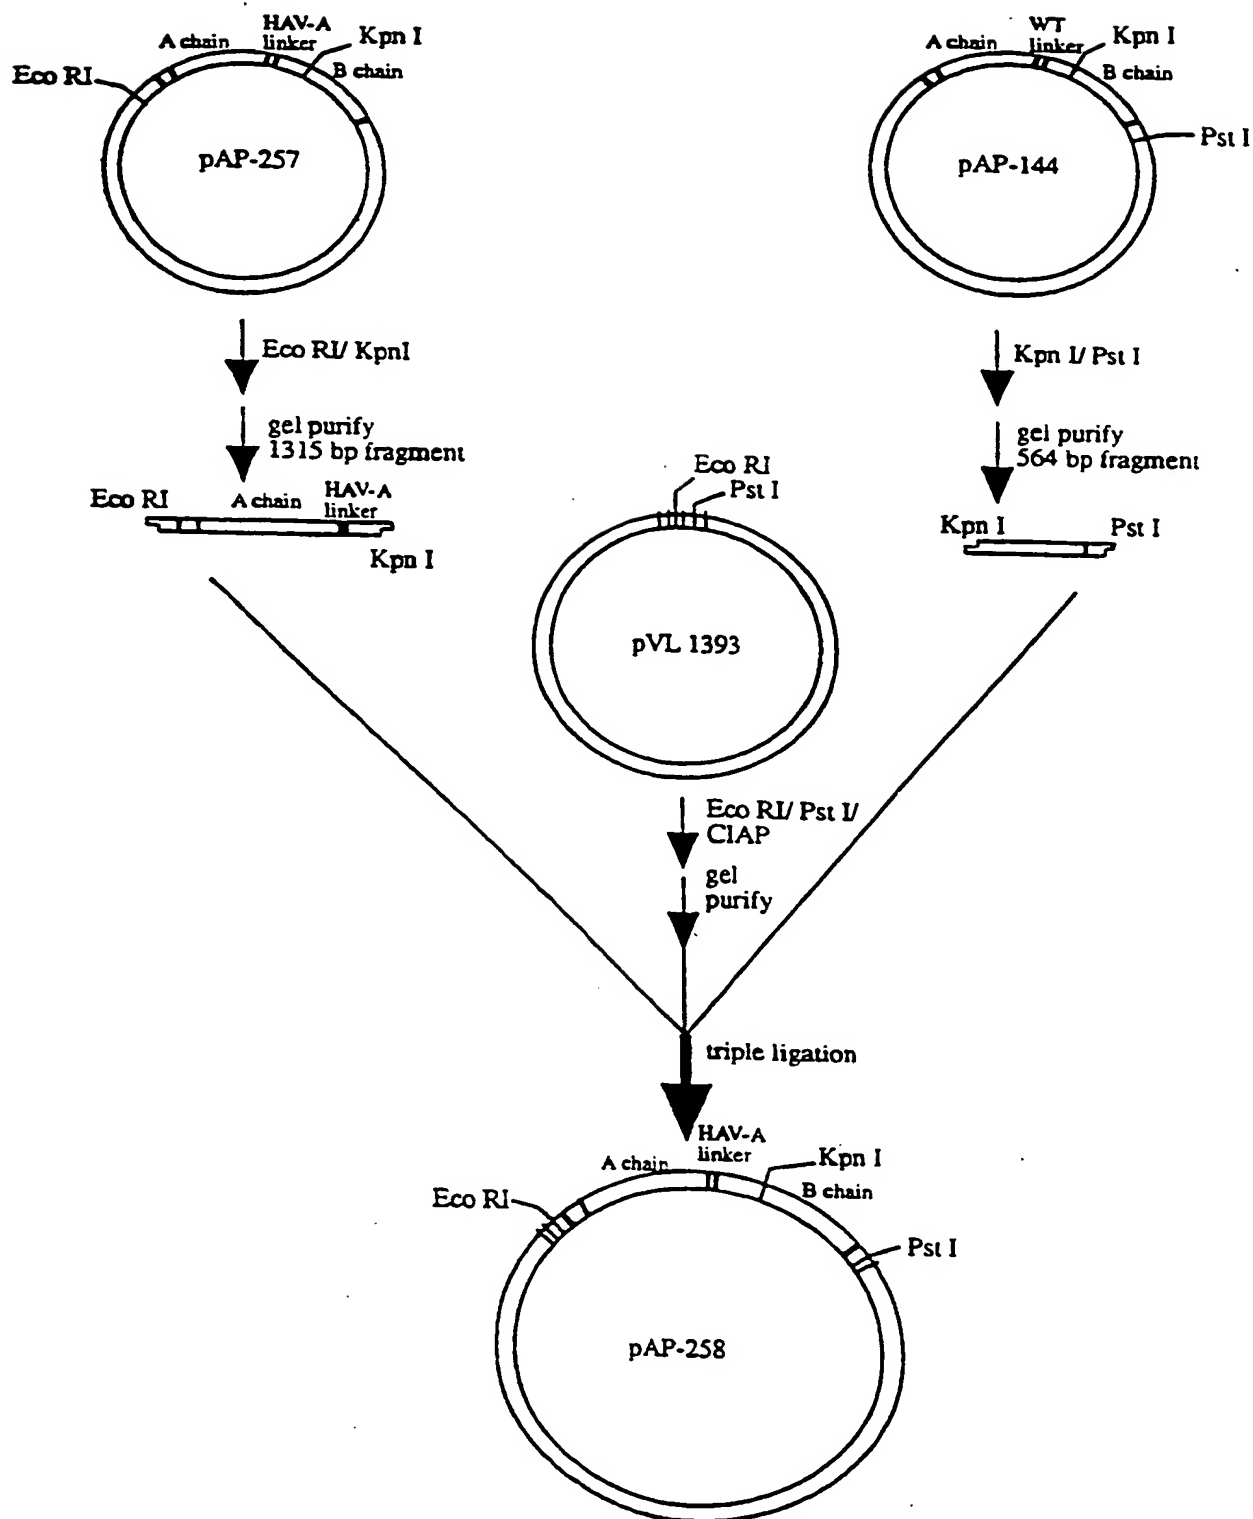 A chain
HAV-A
linker
Kpn I
B chain
Eco RI
pAP-257
A chain
WT
linker
Kpn I
B chain
Pst I
pAP-144
Eco RI/ KpnI
gel purify
1315 bp fragment
Kpn I/ Pst I
gel purify
564 bp fragment
Eco RI
A chain
HAV-A
linker
Kpn I
Eco RI
Pst I
pVL 1393
Kpn I
Pst I
Eco RI/ Pst I/
CIAP
gel
purify
triple ligation
A chain
HAV-A
linker
Kpn I
B chain
Eco RI
Pst I
pAP-258